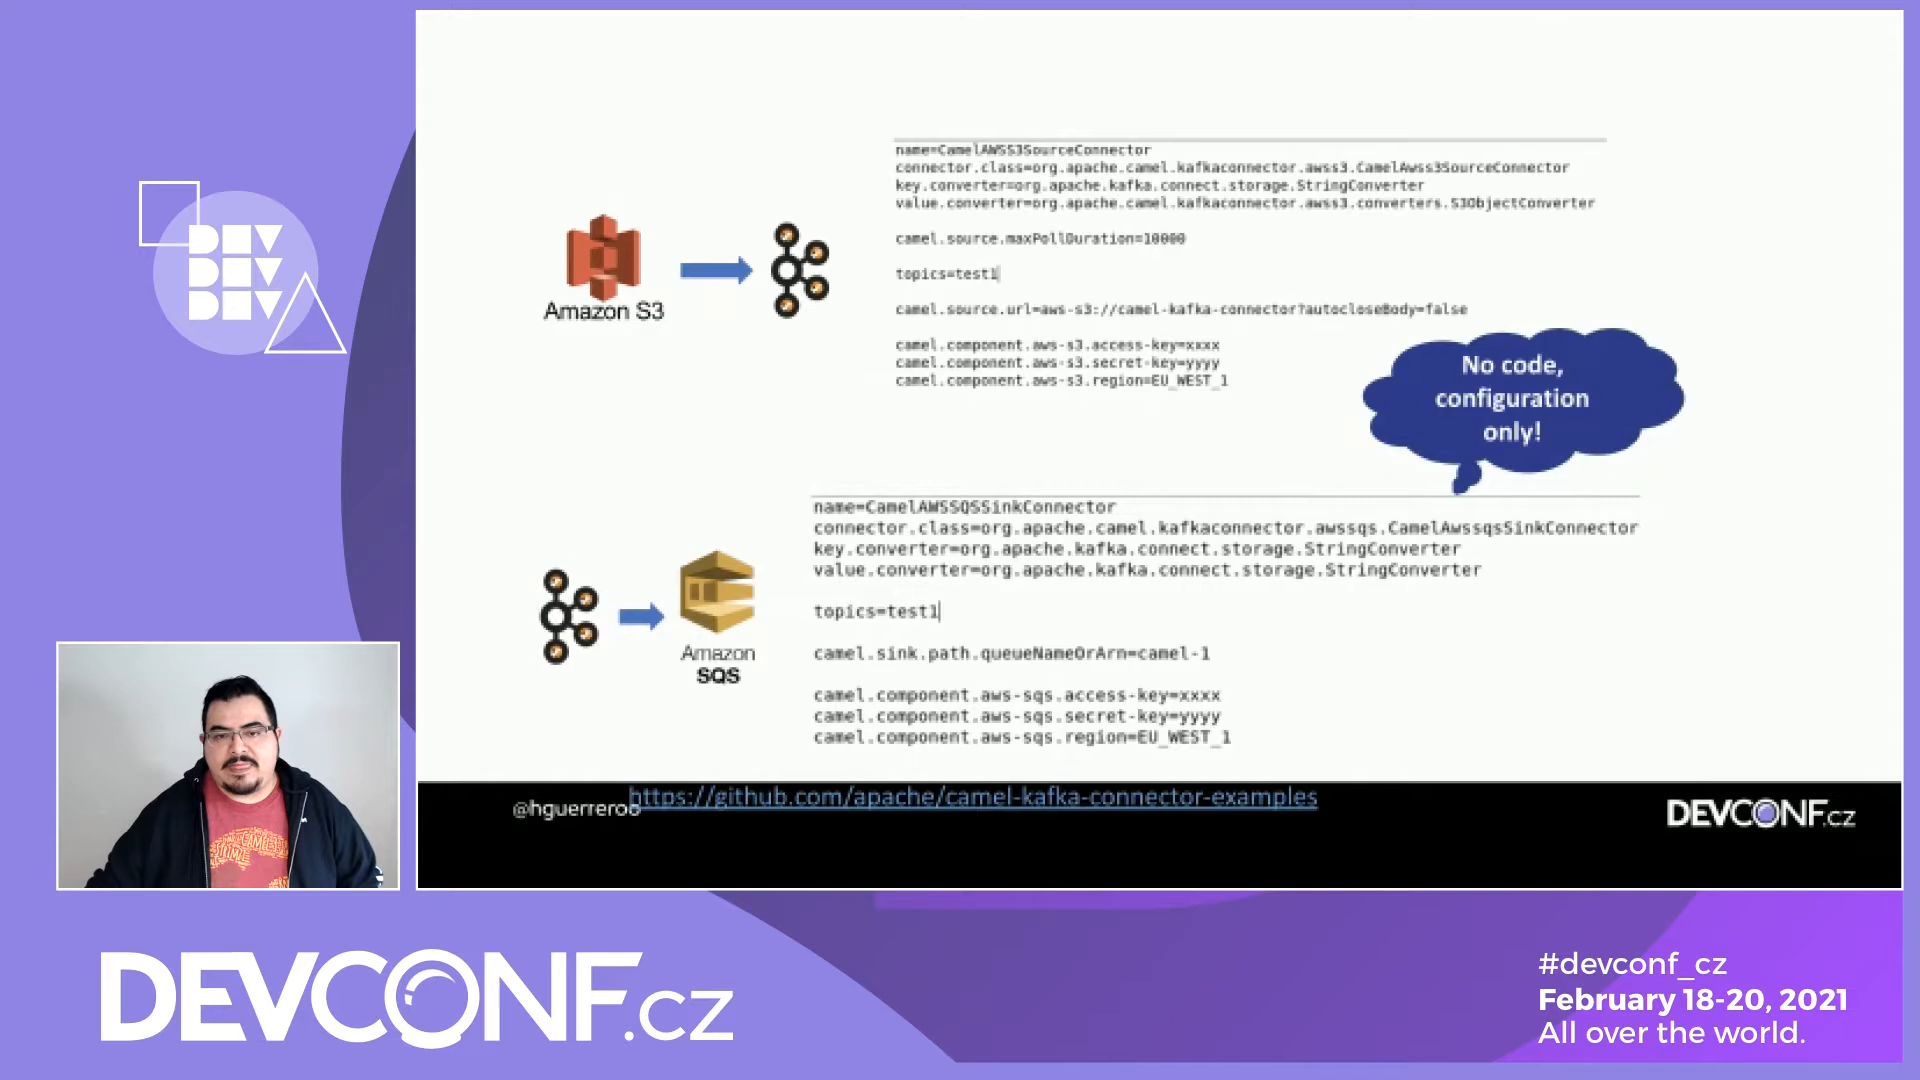 DEV
DEV
DEV
Amazon S3
name=CamelAWSS3SourceConnector
connector.class=org.apache.camel.kafkaconnector.awss3.CamelAwss3SourceConnector
key.converter=org.apache.kafka.connect.storage.StringConverter
value.converter=org.apache.camel.kafkaconnector.awss3.converters.S3ObjectConverter
camel.source.maxPollDuration=10000
topics=test1
camel.source.url=aws-s3://camel-kafka-connector?autocloseBody=false
camel.component.aws-s3.access-key=xxxx
camel.component.aws-s3.secret-key=yyyy
camel.component.aws-s3.region=EU_WEST_1
No code,
configuration
only!
Amazon
SQS
name=CamelAWSSQSSinkConnector
connector.class=org.apache.camel.kafkaconnector.awssqs.CamelAwssqsSinkConnector
key.converter=org.apache.kafka.connect.storage.StringConverter
value.converter=org.apache.kafka.connect.storage.StringConverter
topics=test1
camel.sink.path.queueNameOrArn=camel-1
camel.component.aws-sqs.access-key=xxxx
camel.component.aws-sqs.secret-key=yyyy
camel.component.aws-sqs.region=EU_WEST_1
@hguerreroo
https://github.com/apache/camel-kafka-connector-examples
DEVCONF.cz
DEVCONF.cz
#devconf_cz
February 18-20, 2021
All over the world.